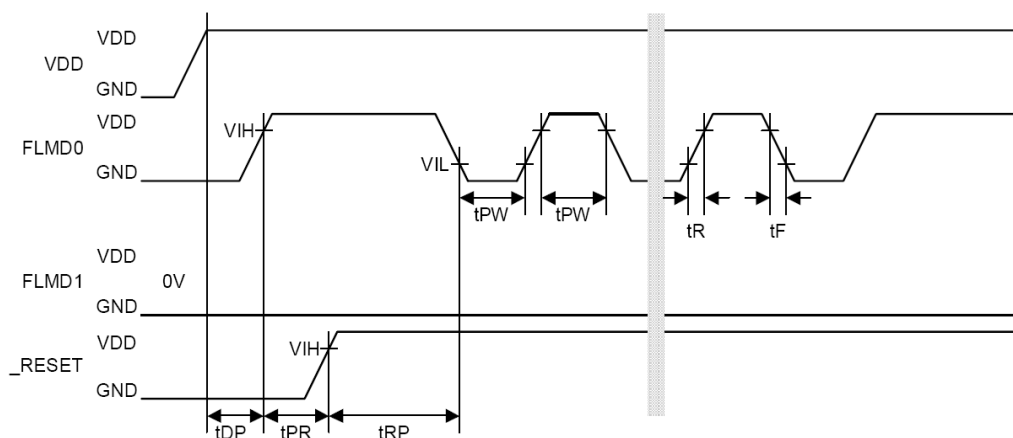 VDD
VDD
GND
VDD
FLMD0
VIH
GND
VIL
tPW
tPW
tR
tF
VDD
FLMD1
0V
GND
VDD
VIH
_RESET
GND
tDP
tPR
tRP